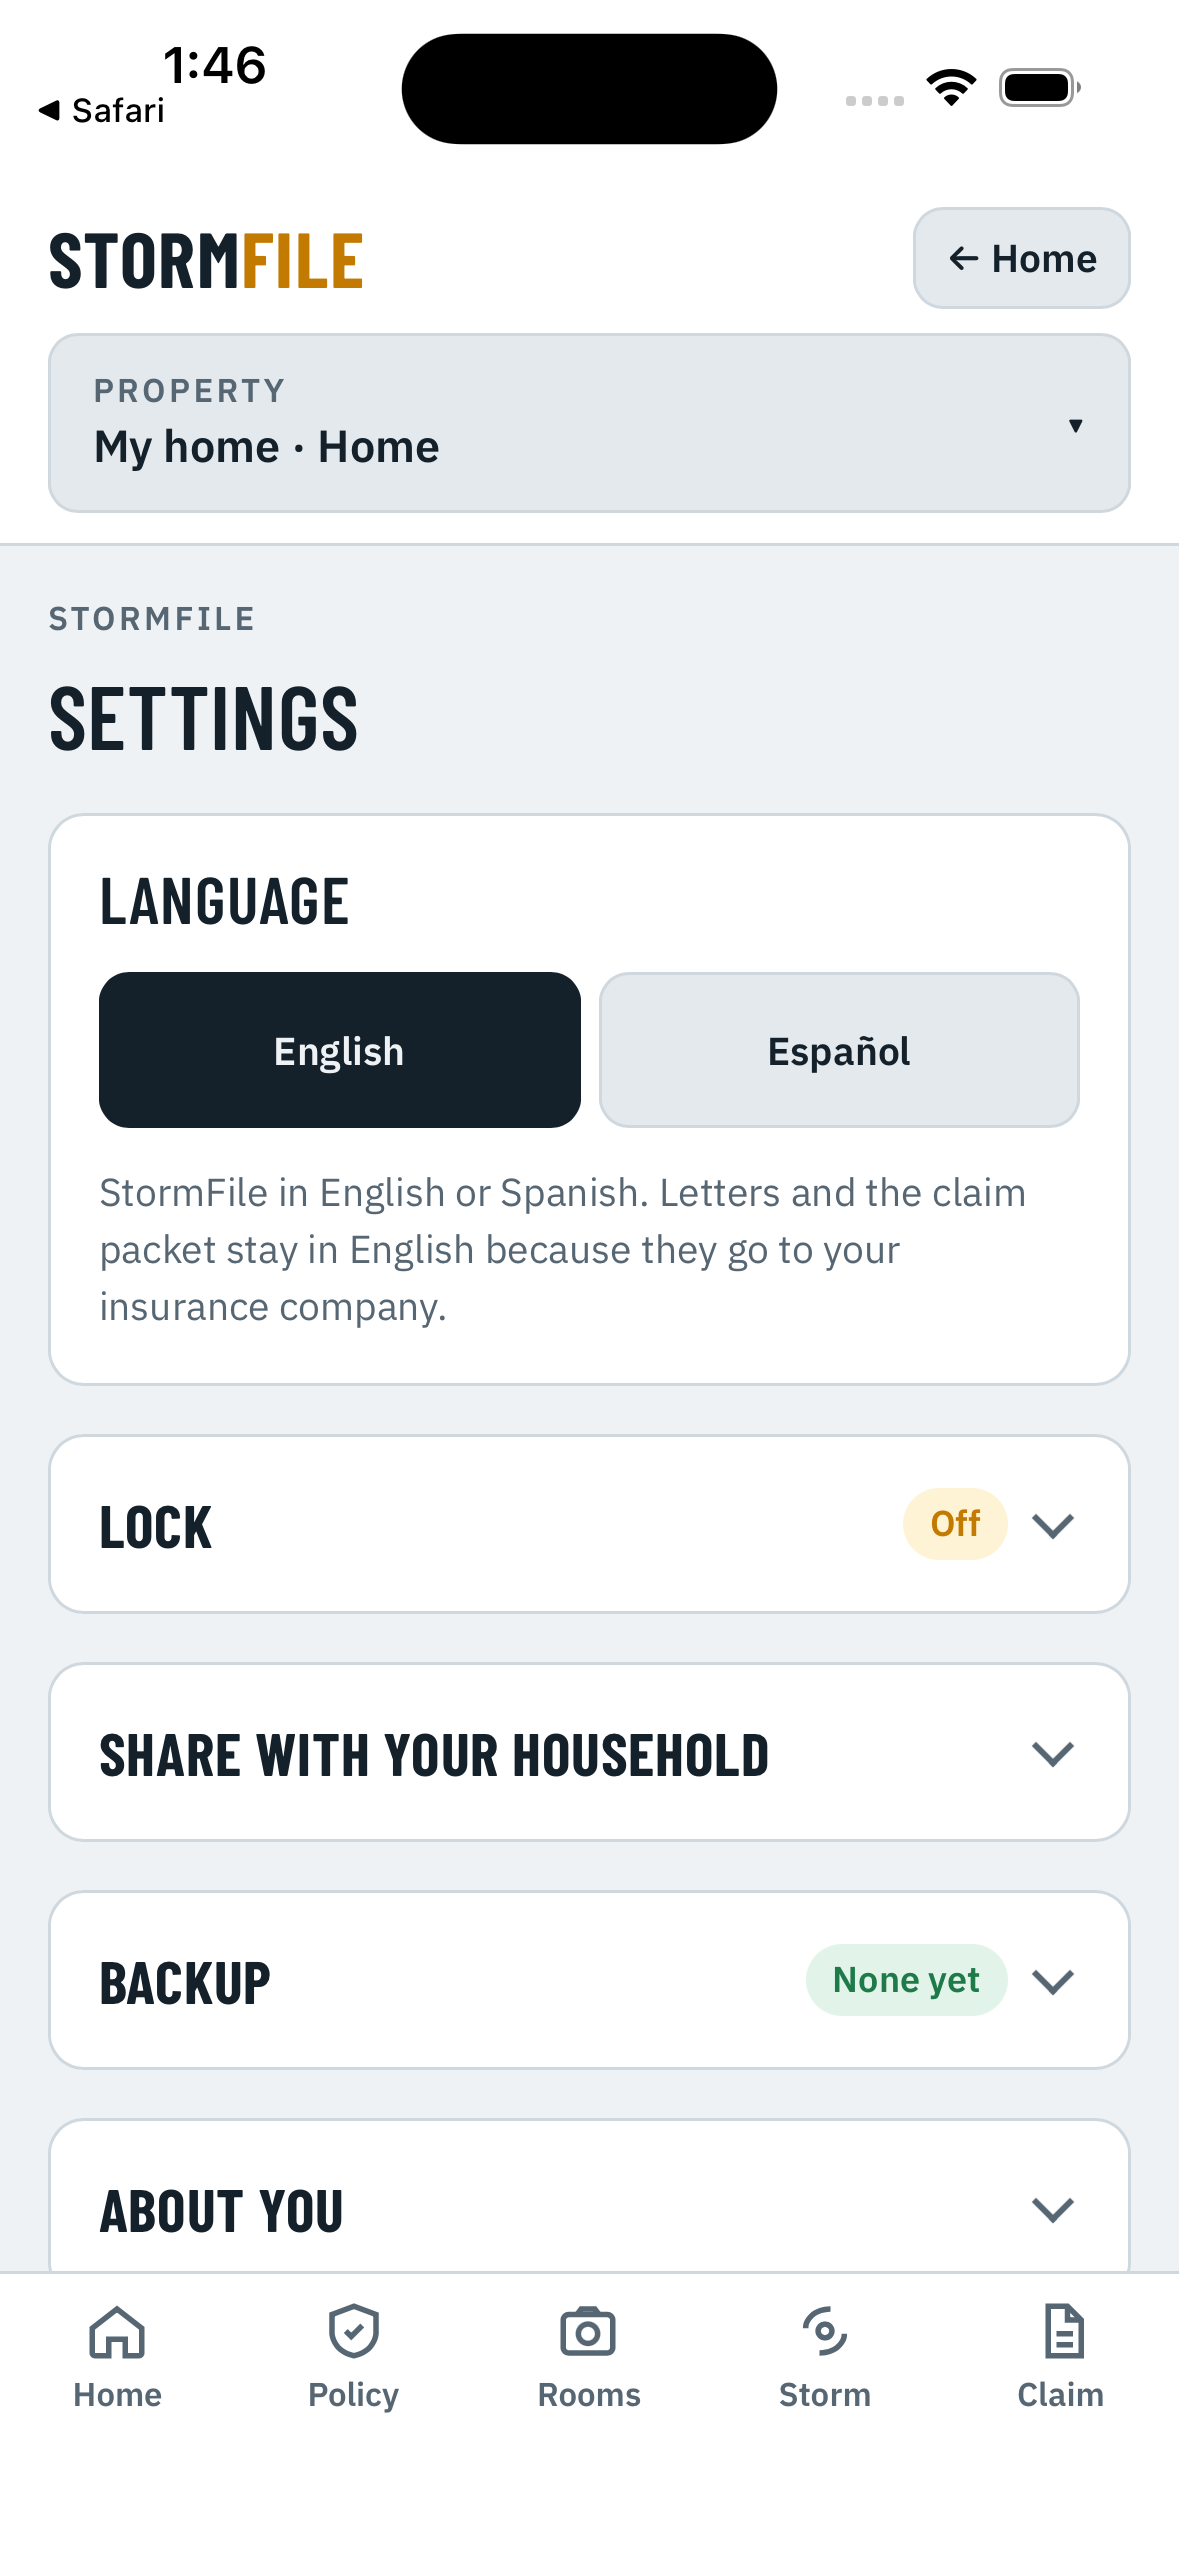 1:46
◀ Safari
STORMFILE
← Home
PROPERTY
My home · Home
▼
STORMFILE
SETTINGS
LANGUAGE
English
Español
StormFile in English or Spanish. Letters and the claim
packet stay in English because they go to your
insurance company.
LOCK
Off
SHARE WITH YOUR HOUSEHOLD
BACKUP
None yet
ABOUT YOU
Home
Policy
Rooms
Storm
Claim